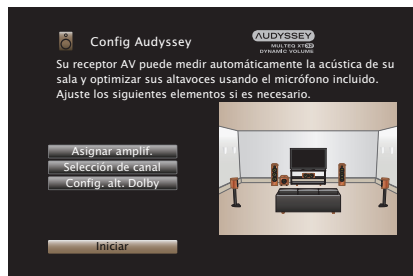 Config Audyssey
AUDYSSEY
MULTEQ XT32
DYNAMIC VOLUME
Su receptor AV puede medir automáticamente la acústica de su
sala y optimizar sus altavoces usando el micrófono incluido.
Ajuste los siguientes elementos si es necesario.
Asignar amplif.
Selección de canal
Config. alt. Dolby
Iniciar